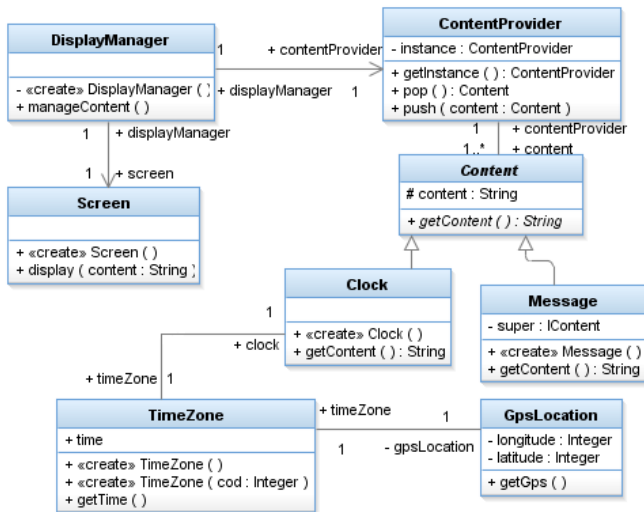 DisplayManager
- «create» DisplayManager ( )
+ manageContent ( )
1
+ contentProvider
+ displayManager
1
ContentProvider
- instance : ContentProvider
+ getInstance ( ) : ContentProvider
+ pop ( ) : Content
+ push ( content : Content )
1
+ displayManager
1
+ screen
1
+ contentProvider
1..*
+ content
Screen
+ «create» Screen ( )
+ display ( content : String )
Content
# content : String
+ getContent ( ) : String
Clock
+ «create» Clock ( )
+ getContent ( ) : String
Message
- super : IContent
+ «create» Message ( )
+ getContent ( ) : String
1
+ clock
+ timeZone
1
TimeZone
+ time
+ «create» TimeZone ( )
+ «create» TimeZone ( cod : Integer )
+ getTime ( )
+ timeZone
1
1
- gpsLocation
GpsLocation
- longitude : Integer
- latitude : Integer
+ getGps ( )